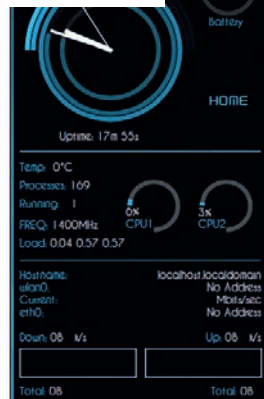 Battery
HOME
Uptime: 17m 55s
Temp: 0°C
Processes: 169
Running: 1
0% 3%
FREQ: 1400MHz CPU1 CPU2
Load: 0.04 0.57 0.57
Hostname: localhost.localdomain
wlan0: No Address
Current: Mbits/sec
eth0: No Address
Down: 0B k/s Up: 0B k/s
Total: 0B Total: 0B